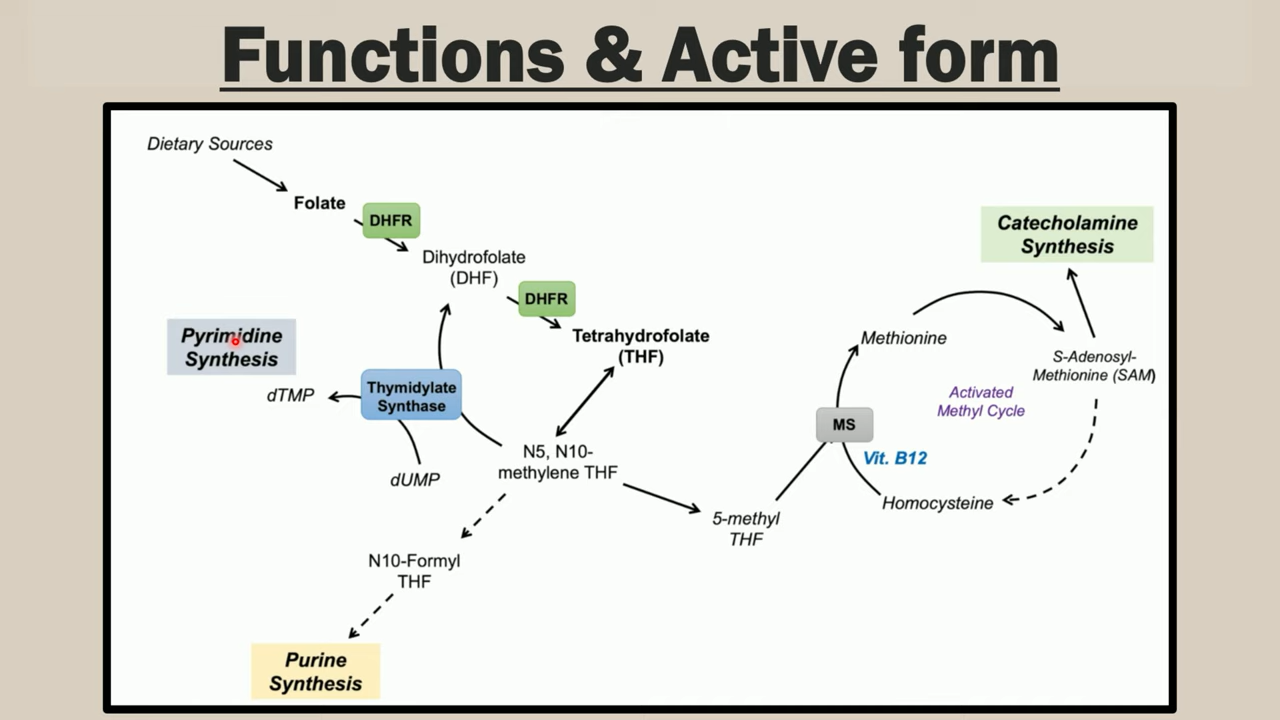 Functions & Active form
Dietary Sources
Folate
DHFR
Dihydrofolate
(DHF)
DHFR
Tetrahydrofolate
(THF)
Pyrimidine
Synthesis
dTMP
Thymidylate
Synthase
dUMP
N5, N10-
methylene THF
N10-Formyl
THF
Purine
Synthesis
5-methyl
THF
MS
Vit. B12
Homocysteine
Methionine
Activated
Methyl Cycle
S-Adenosyl-
Methionine (SAM)
Catecholamine
Synthesis